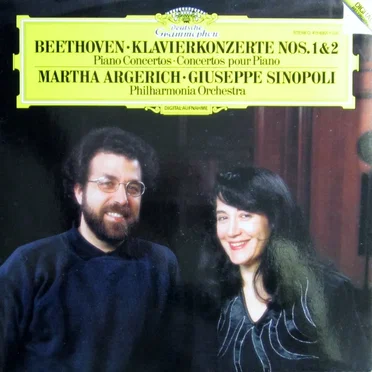 Deutsche
Grammophon
BEETHOVEN · KLAVIERKONZERTE NOS. 1 & 2
Piano Concertos · Concertos pour Piano
MARTHA ARGERICH · GIUSEPPE SINOPOLI
Philharmonia Orchestra
DIGITAL AUFNAHME